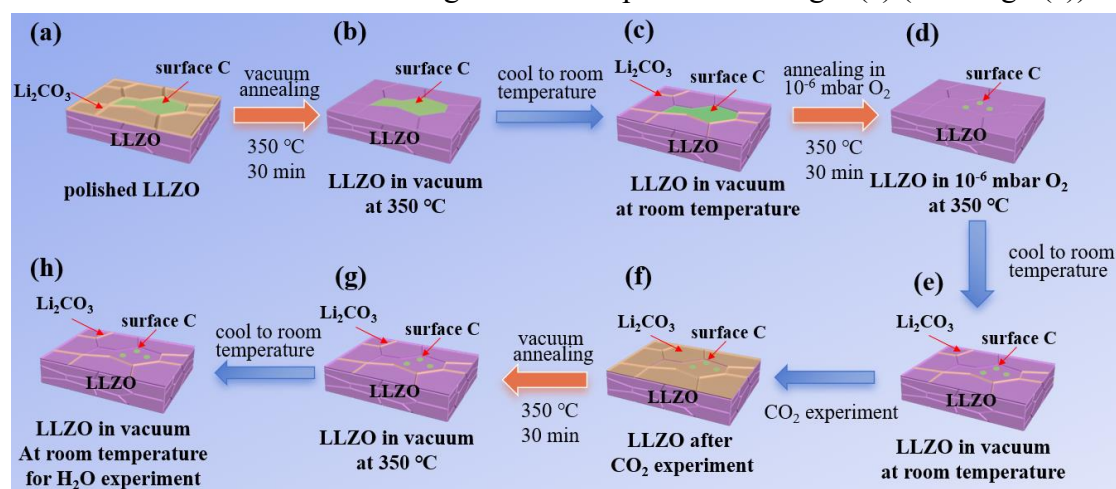 (a)
surface C
Li₂CO₃
LLZO
polished LLZO
vacuum
annealing
350 ℃
30 min
(b)
surface C
LLZO
LLZO in vacuum
at 350 ℃
cool to room
temperature
(c)
Li₂CO₃
surface C
LLZO
LLZO in vacuum
at room temperature
annealing in
10⁻⁶ mbar O₂
350 ℃
30 min
(d)
surface C
LLZO
LLZO in 10⁻⁶ mbar O₂
at 350 ℃
cool to room
temperature
(e)
Li₂CO₃
surface C
LLZO
LLZO in vacuum
at room temperature
CO₂ experiment
(f)
Li₂CO₃
surface C
LLZO
LLZO after
CO₂ experiment
vacuum
annealing
350 ℃
30 min
(g)
Li₂CO₃
surface C
LLZO
LLZO in vacuum
at 350 ℃
cool to room
temperature
(h)
Li₂CO₃
surface C
LLZO
LLZO in vacuum
At room temperature
for H₂O experiment